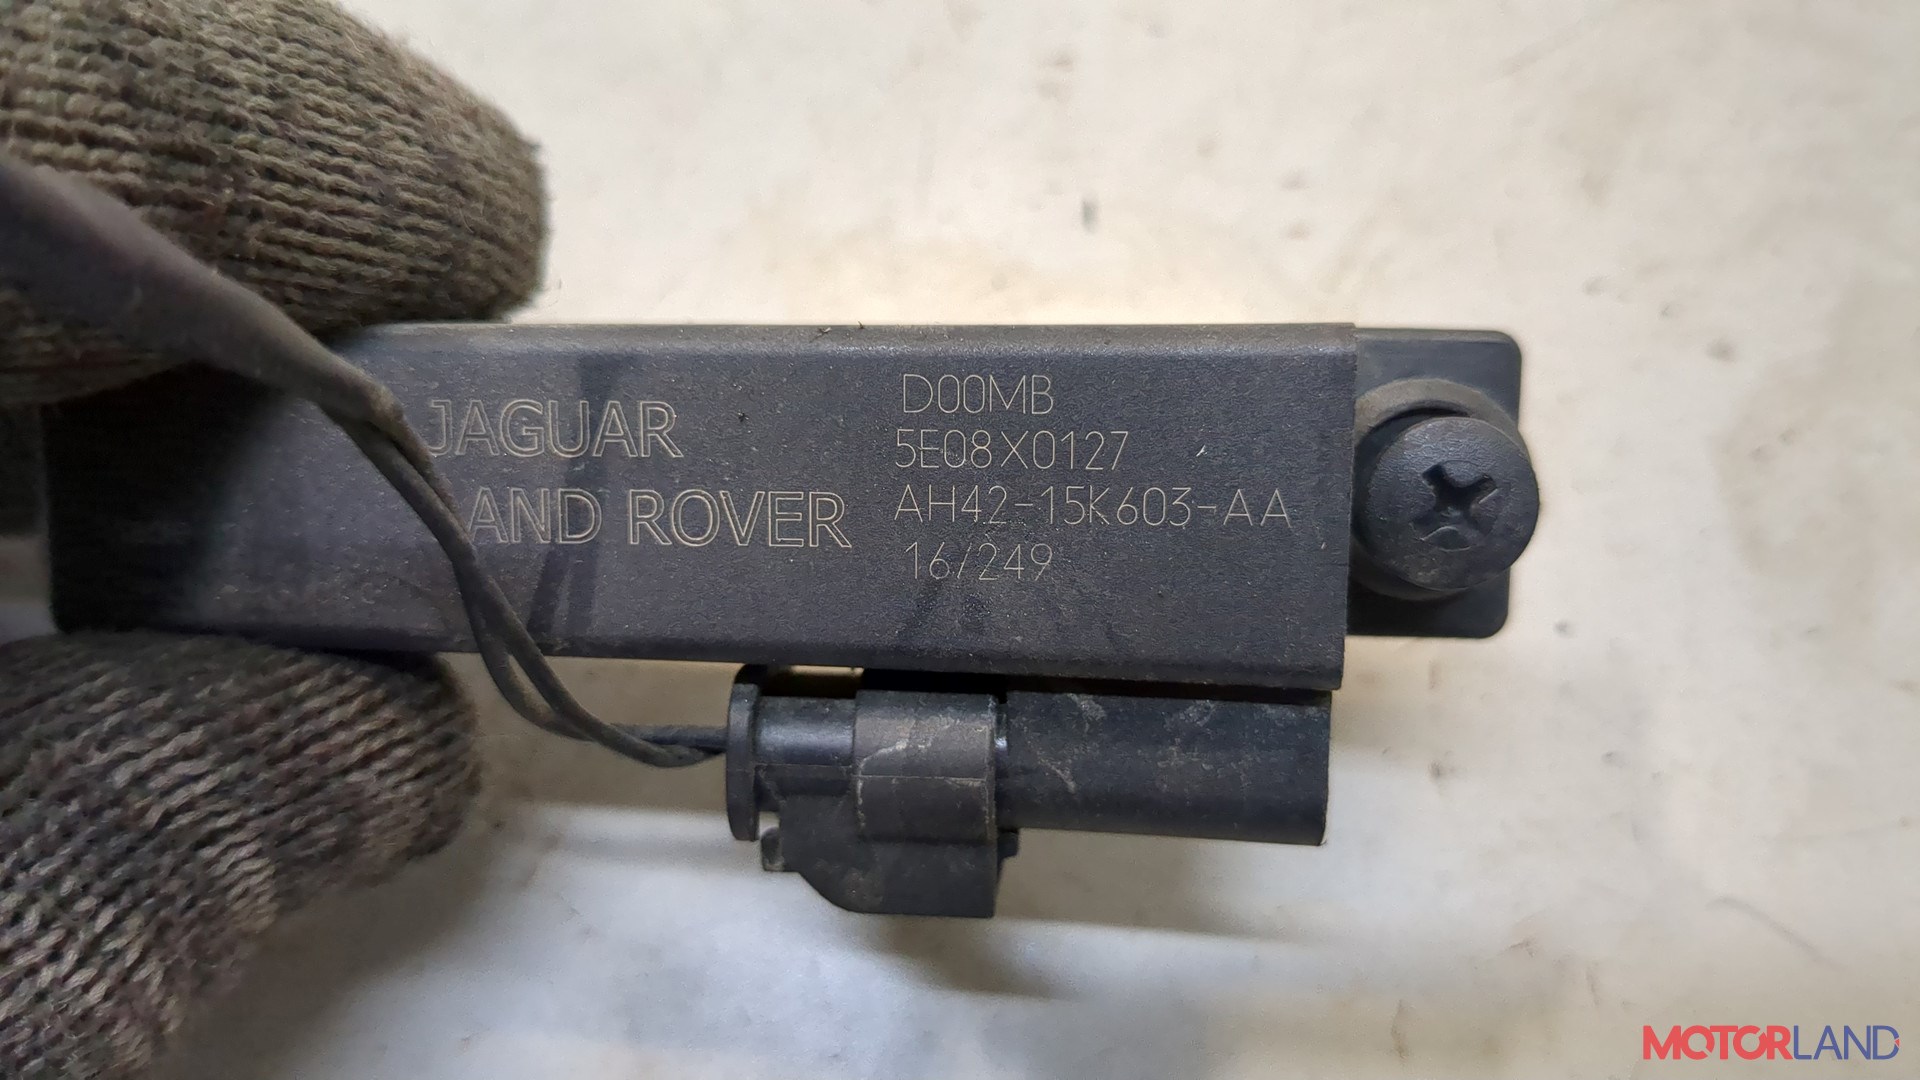 JAGUAR
AND ROVER
D00MB
5E08X0127
AH42-15K603-AA
16/249
MOTORLAND